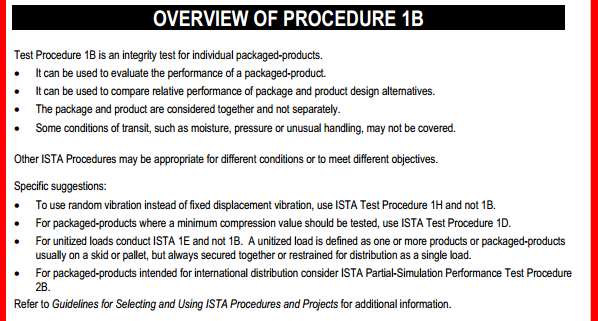 OVERVIEW OF PROCEDURE 1B
Test Procedure 1B is an integrity test for individual packaged-products.
• It can be used to evaluate the performance of a packaged-product.
• It can be used to compare relative performance of package and product design alternatives.
• The package and product are considered together and not separately.
• Some conditions of transit, such as moisture, pressure or unusual handling, may not be covered.
Other ISTA Procedures may be appropriate for different conditions or to meet different objectives.
Specific suggestions:
• To use random vibration instead of fixed displacement vibration, use ISTA Test Procedure 1H and not 1B.
• For packaged-products where a minimum compression value should be tested, use ISTA Test Procedure 1D.
• For unitized loads conduct ISTA 1E and not 1B.  A unitized load is defined as one or more products or packaged-products
usually on a skid or pallet, but always secured together or restrained for distribution as a single load.
• For packaged-products intended for international distribution consider ISTA Partial-Simulation Performance Test Procedure
2B.
Refer to Guidelines for Selecting and Using ISTA Procedures and Projects for additional information.